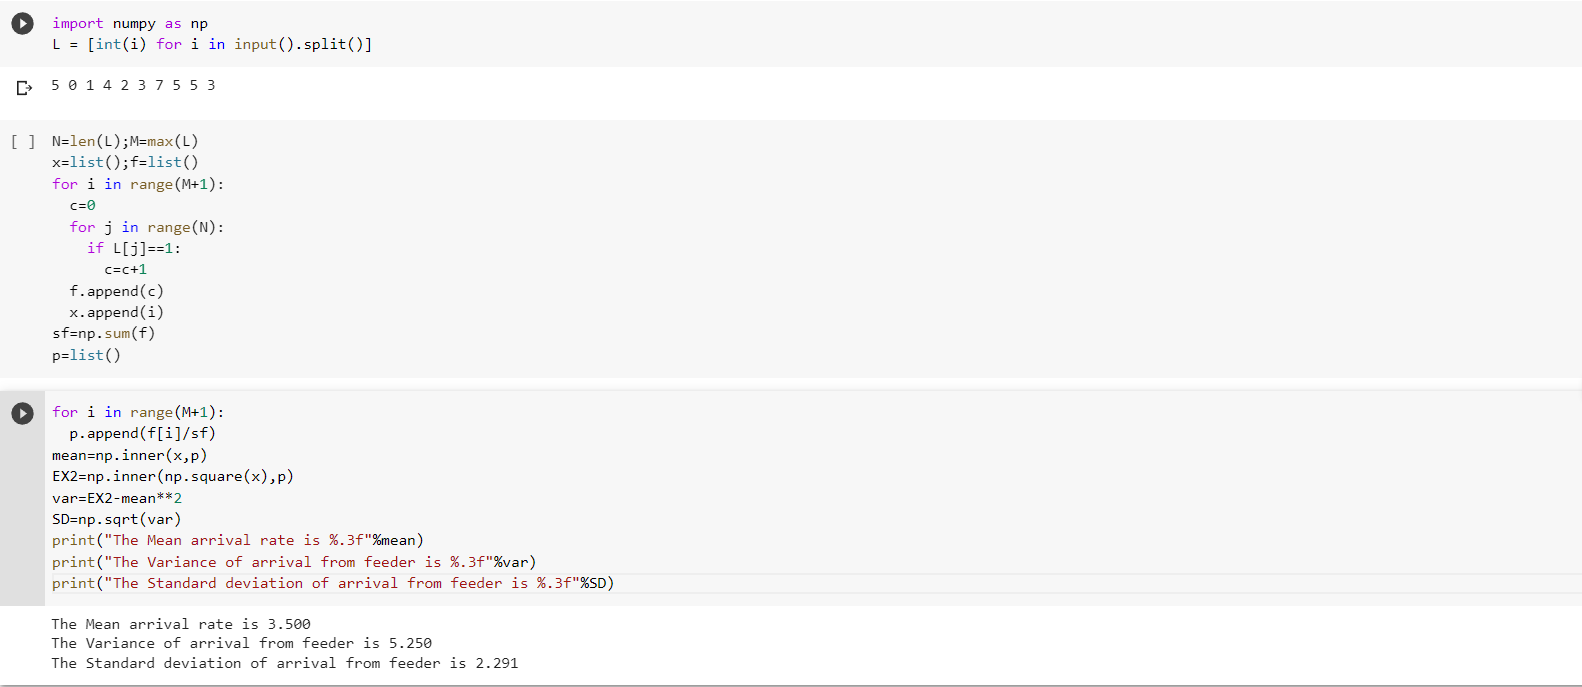 import numpy as np
L = [int(i) for i in input().split()]
5 0 1 4 2 3 7 5 5 3
[ ] N=len(L);M=max(L)
x=list();f=list()
for i in range(M+1):
  c=0
  for j in range(N):
    if L[j]==1:
      c=c+1
  f.append(c)
  x.append(i)
sf=np.sum(f)
p=list()
for i in range(M+1):
  p.append(f[i]/sf)
mean=np.inner(x,p)
EX2=np.inner(np.square(x),p)
var=EX2-mean**2
SD=np.sqrt(var)
print("The Mean arrival rate is %.3f"%mean)
print("The Variance of arrival from feeder is %.3f"%var)
print("The Standard deviation of arrival from feeder is %.3f"%SD)
The Mean arrival rate is 3.500
The Variance of arrival from feeder is 5.250
The Standard deviation of arrival from feeder is 2.291